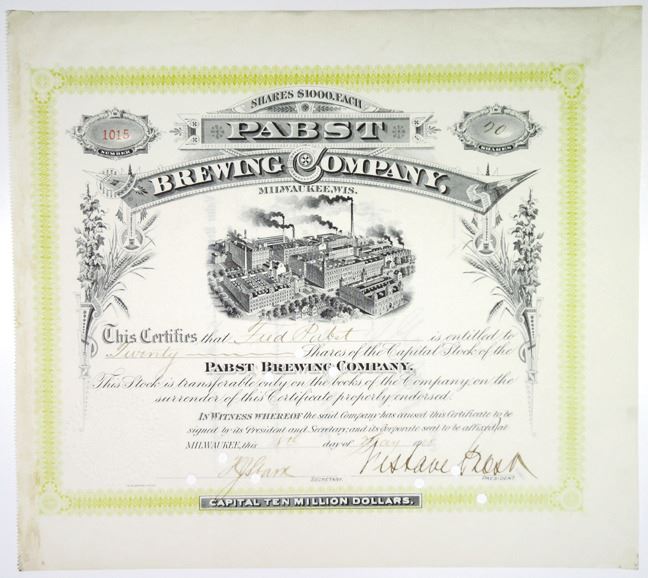 SHARES $1000, EACH
PABST
1015
NUMBER
20
SHARES
BREWING COMPANY,
MILWAUKEE, WIS.
This Certifies that Fred Pabst is entitled to
Twenty Shares of the Capital Stock of the
PABST BREWING COMPANY.
This Stock is transferable only on the books of the Company, on the
surrender of this Certificate properly endorsed.
IN WITNESS WHEREOF the said Company has caused this Certificate to be
signed by its President and Secretary, and its corporate seal to be affixed at
MILWAUKEE, this day of May
Gustave Pabst
SECRETARY.
PRESIDENT
CAPITAL TEN MILLION DOLLARS.